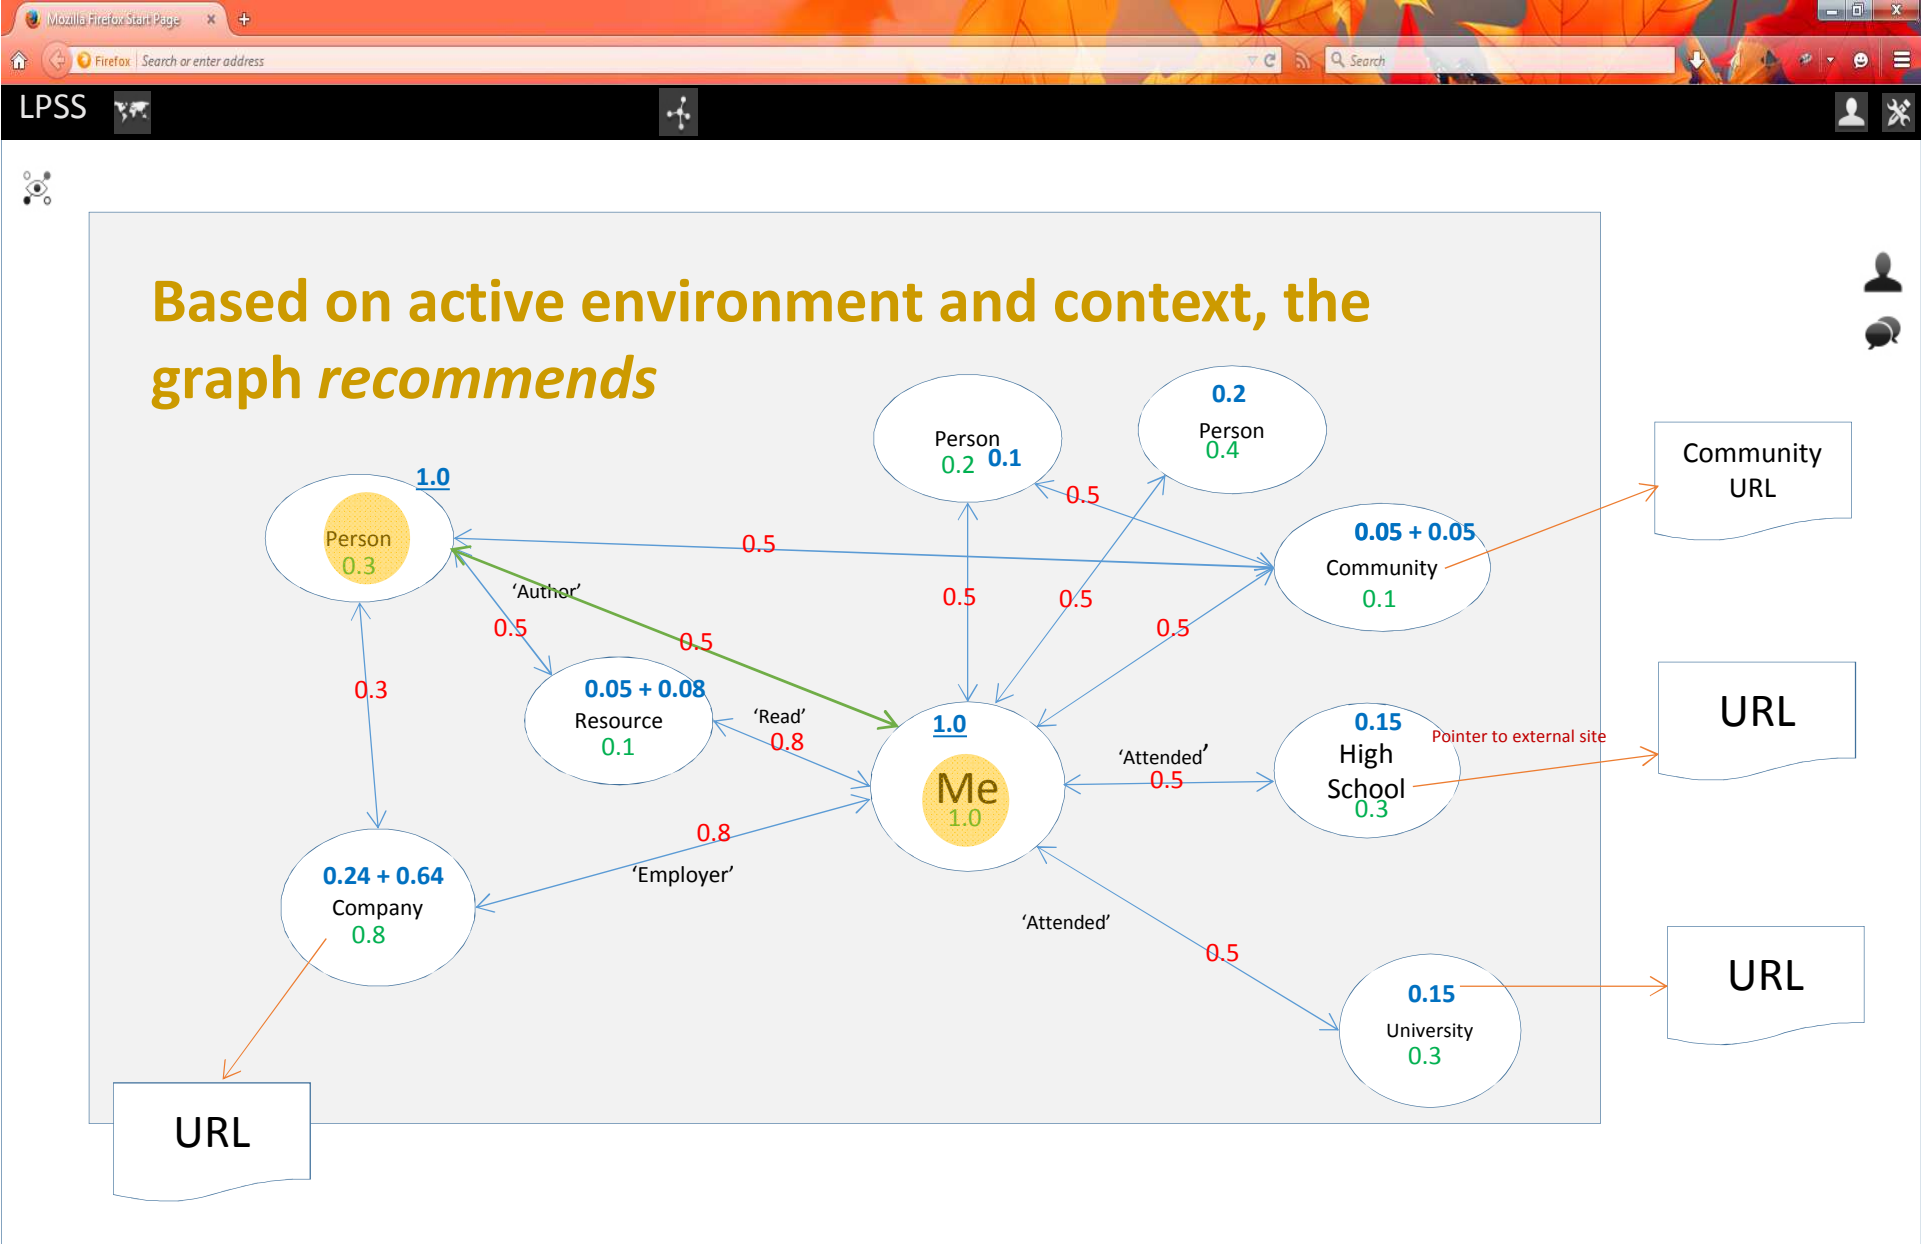 Mozilla Firefox Start Page
Firefox Search or enter address
Search
LPSS
Based on active environment and context, the
graph recommends
0.2
Person
0.4
Person
0.2 0.1
Community
URL
1.0
Person
0.3
0.5
0.5
0.05 + 0.05
Community
0.1
'Author'
0.5
0.5
0.5
0.5
0.5
0.3
0.05 + 0.08
Resource
0.1
'Read'
0.8
1.0
Me
1.0
'Attended'
0.5
0.15
High
School
0.3
Pointer to external site
URL
0.8
'Employer'
0.24 + 0.64
Company
0.8
'Attended'
0.5
0.15
University
0.3
URL
URL